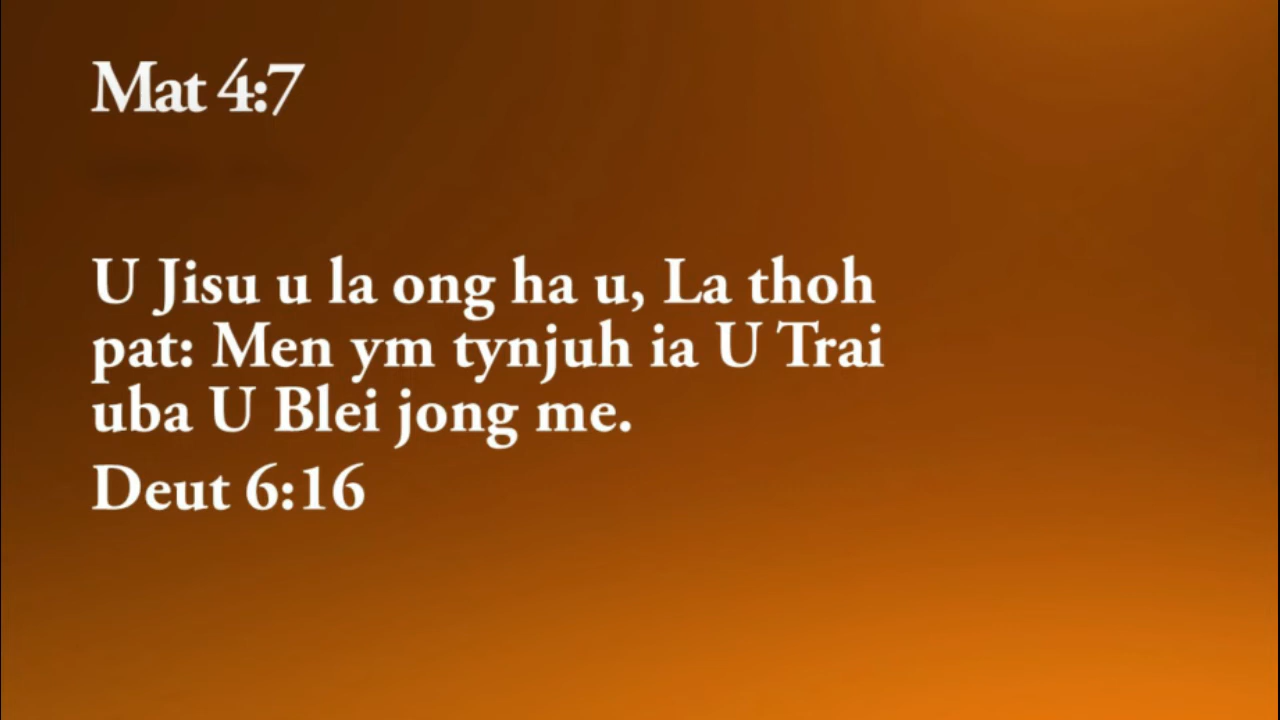 Mat 4:7
U Jisu u la ong ha u, La thoh
pat: Men ym tynjuh ia U Trai
uba U Blei jong me.
Deut 6:16